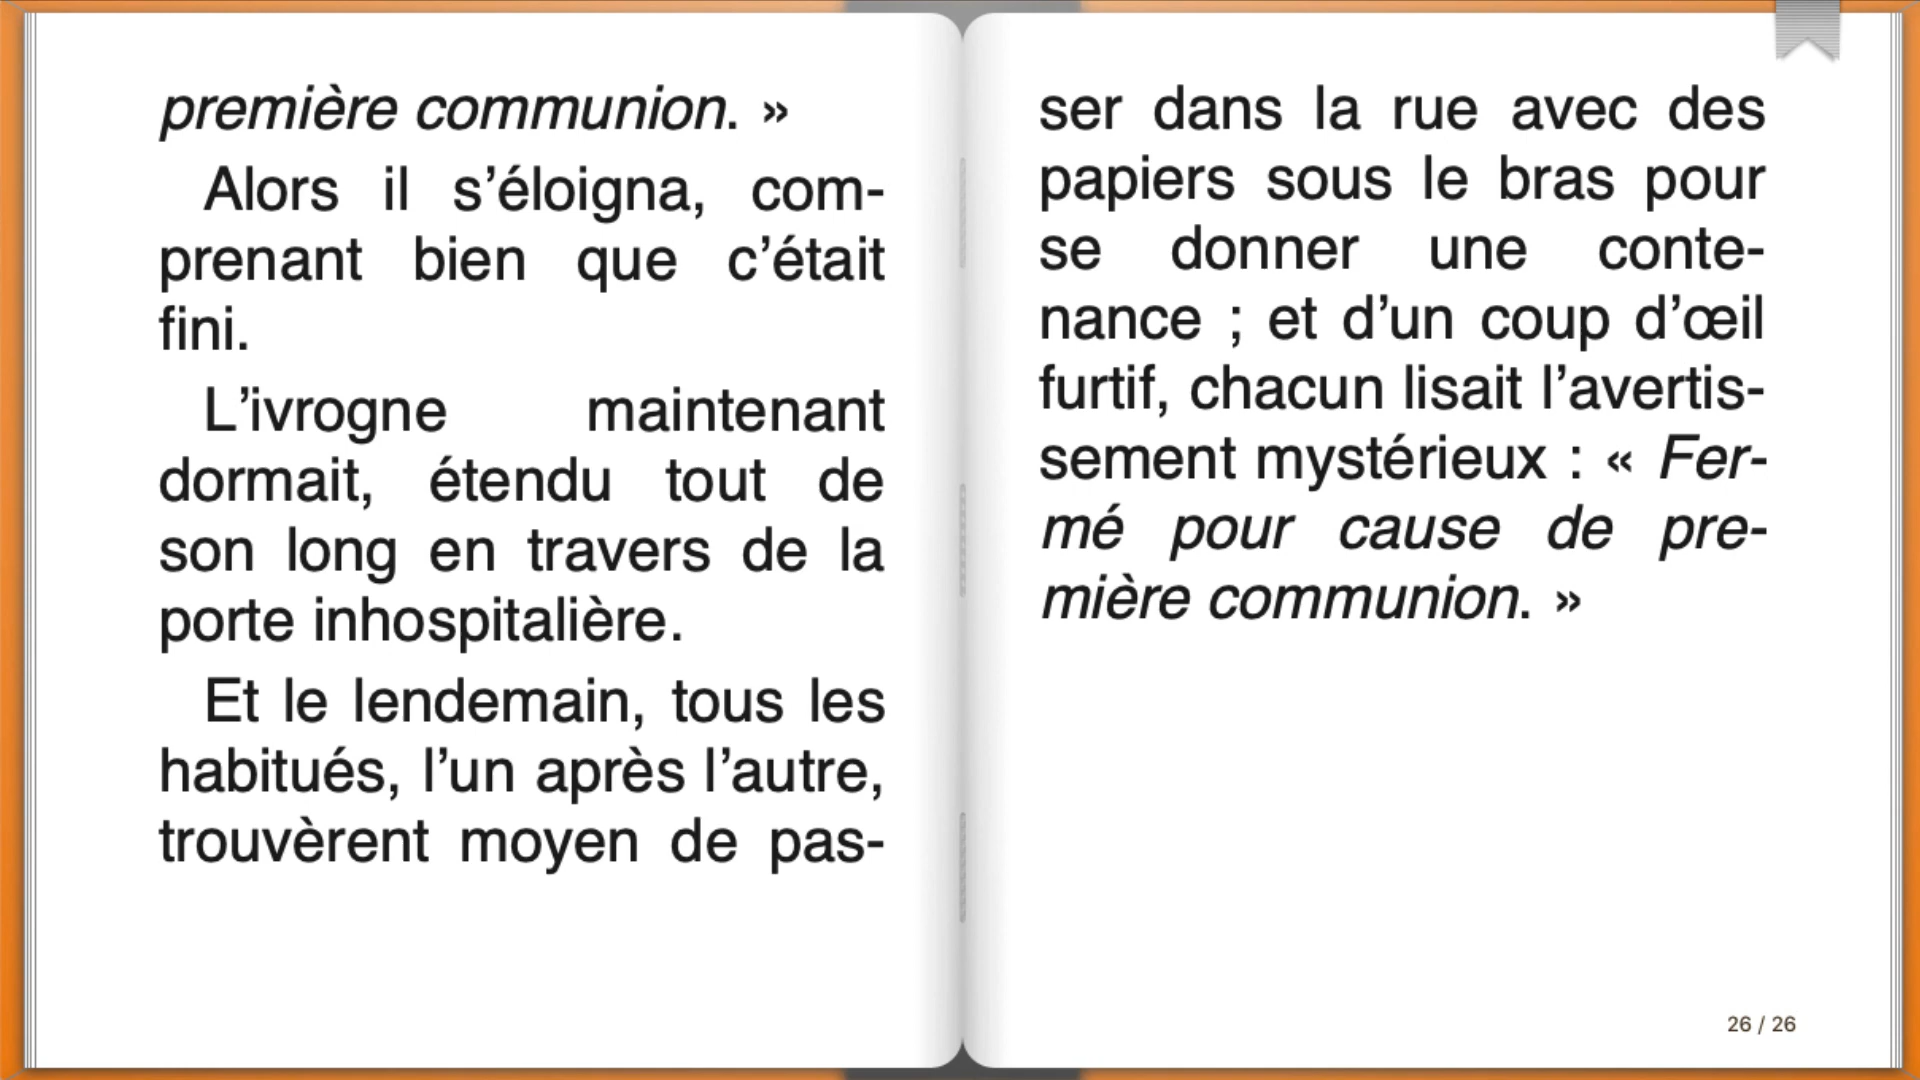 première communion. »
Alors il s’éloigna, com-
prenant bien que c’était
fini.
L’ivrogne maintenant
dormait, étendu tout de
son long en travers de la
porte inhospitalière.
Et le lendemain, tous les
habitués, l’un après l’autre,
trouvèrent moyen de pas-
ser dans la rue avec des
papiers sous le bras pour
se donner une conte-
nance ; et d’un coup d’œil
furtif, chacun lisait l’avertis-
sement mystérieux : « Fer-
mé pour cause de pre-
mière communion. »
26 / 26